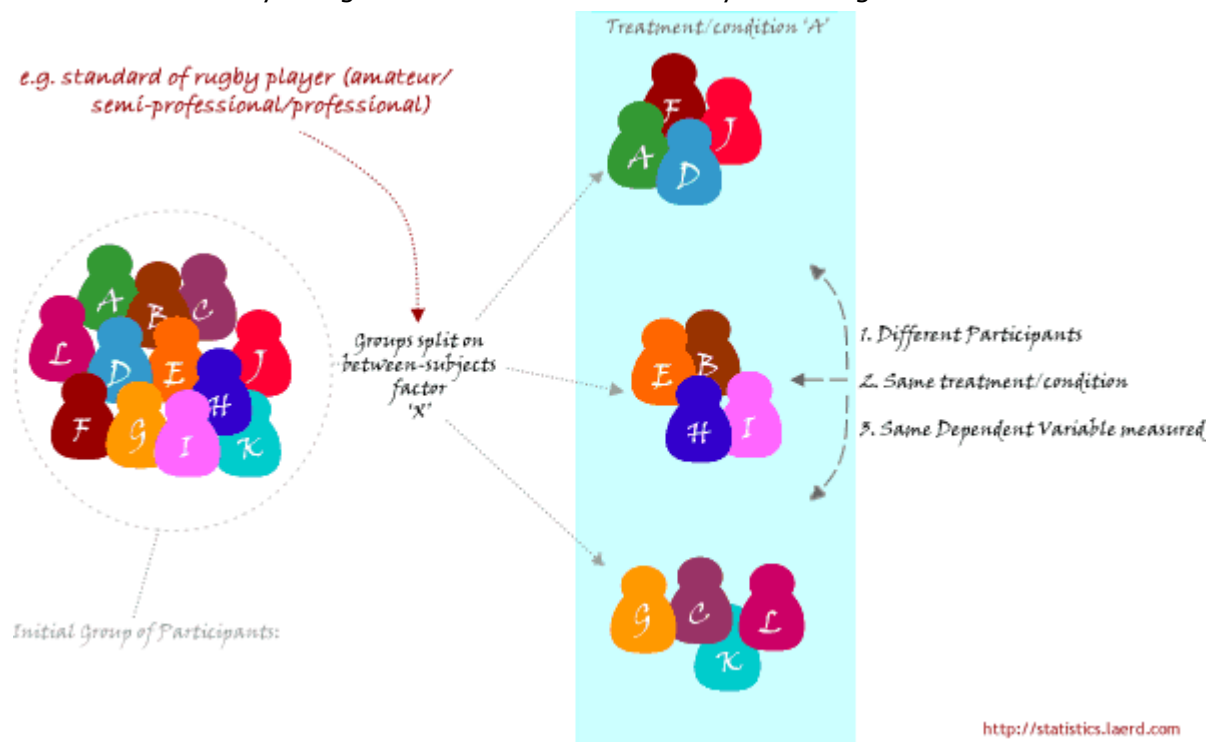 Treatment/condition 'A'
e.g. standard of rugby player (amateur/
semi-professional/professional)
F
J
A
D
A
B
C
L
D
E
J
H
F
G
I
K
Groups split on
between-subjects
factor
'X'
E
B
H
I
1. Different Participants
2. Same treatment/condition
3. Same Dependent Variable measured
G
C
L
K
Initial Group of Participants:
http://statistics.laerd.com